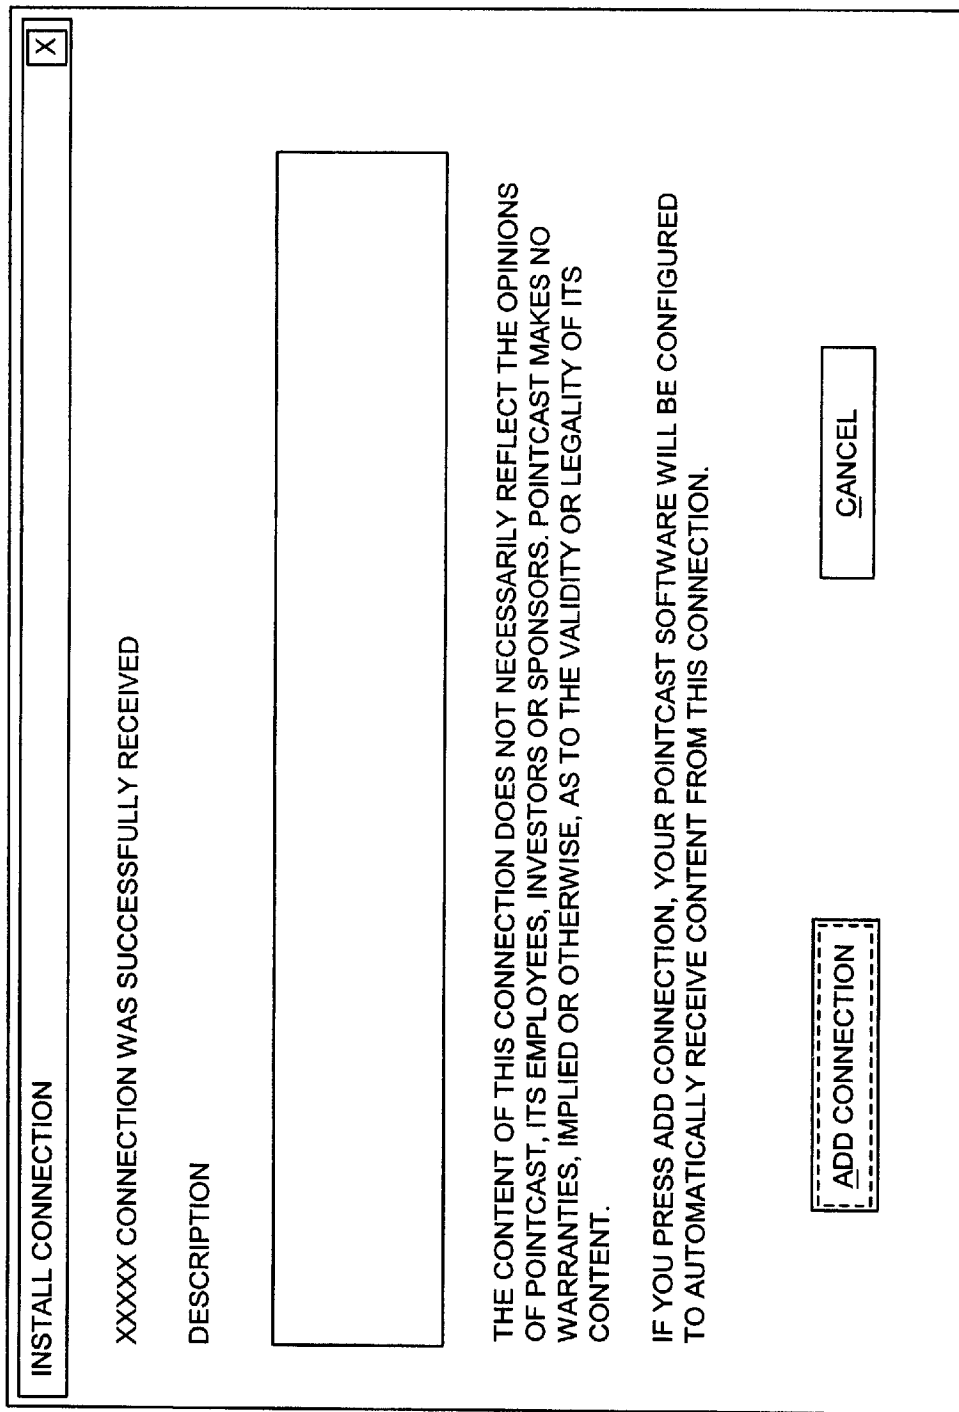 INSTALL CONNECTION
X
XXXXX CONNECTION WAS SUCCESSFULLY RECEIVED
DESCRIPTION
THE CONTENT OF THIS CONNECTION DOES NOT NECESSARILY REFLECT THE OPINIONS
OF POINTCAST, ITS EMPLOYEES, INVESTORS OR SPONSORS. POINTCAST MAKES NO
WARRANTIES, IMPLIED OR OTHERWISE, AS TO THE VALIDITY OR LEGALITY OF ITS
CONTENT.
IF YOU PRESS ADD CONNECTION, YOUR POINTCAST SOFTWARE WILL BE CONFIGURED
TO AUTOMATICALLY RECEIVE CONTENT FROM THIS CONNECTION.
ADD CONNECTION
CANCEL